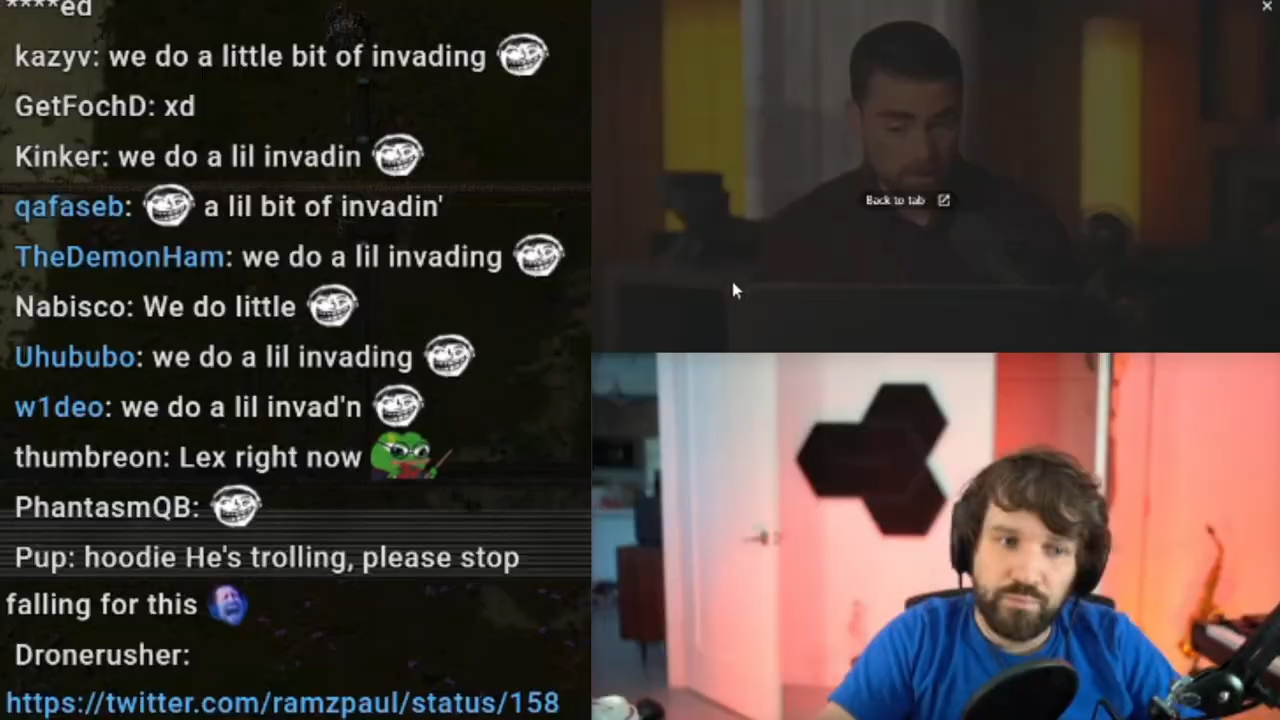 ****ed
kazyv: we do a little bit of invading
GetFochD: xd
Kinker: we do a lil invadin
qafaseb: a lil bit of invadin'
TheDemonHam: we do a lil invading
Nabisco: We do little
Uhububo: we do a lil invading
w1deo: we do a lil invad'n
thumbreon: Lex right now
PhantasmQB:
Pup: hoodie He's trolling, please stop
falling for this
Dronerusher:
https://twitter.com/ramzpaul/status/158
Back to tab